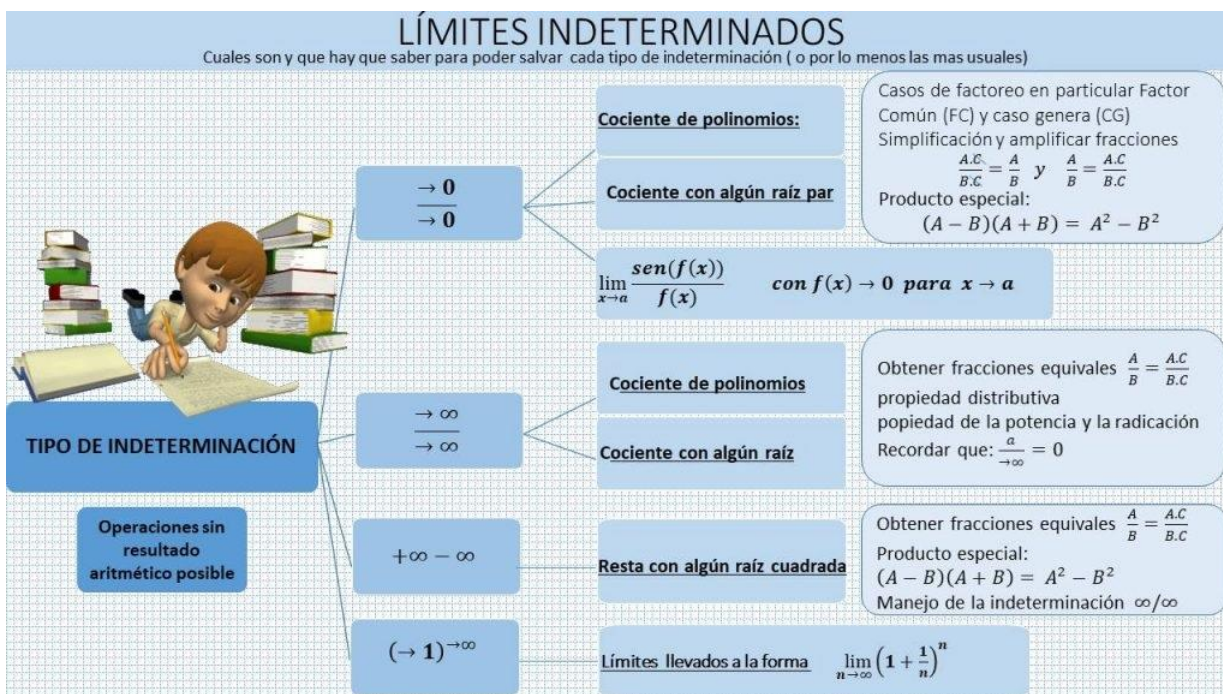 LÍMITES INDETERMINADOS
Cuales son y que hay que saber para poder salvar cada tipo de indeterminación ( o por lo menos las mas usuales)
TIPO DE INDETERMINACIÓN
Operaciones sin
resultado
aritmético posible
→ 0 / → 0
Cociente de polinomios:
Cociente con algún raíz par
Casos de factoreo en particular Factor
Común (FC) y caso genera (CG)
Simplificación y amplificar fracciones
A.C/B.C = A/B y A/B = A.C/B.C
Producto especial:
(A − B)(A + B) = A² − B²
lim x→a sen(f(x))/f(x) con f(x) → 0 para x → a
→ ∞ / → ∞
Cociente de polinomios
Cociente con algún raíz
Obtener fracciones equivales A/B = A.C/B.C
propiedad distributiva
popiedad de la potencia y la radicación
Recordar que: a/→∞ = 0
+∞ − ∞
Resta con algún raíz cuadrada
Obtener fracciones equivales A/B = A.C/B.C
Producto especial:
(A − B)(A + B) = A² − B²
Manejo de la indeterminación ∞/∞
(→ 1)^→∞
Límites llevados a la forma lim n→∞ (1 + 1/n)^n